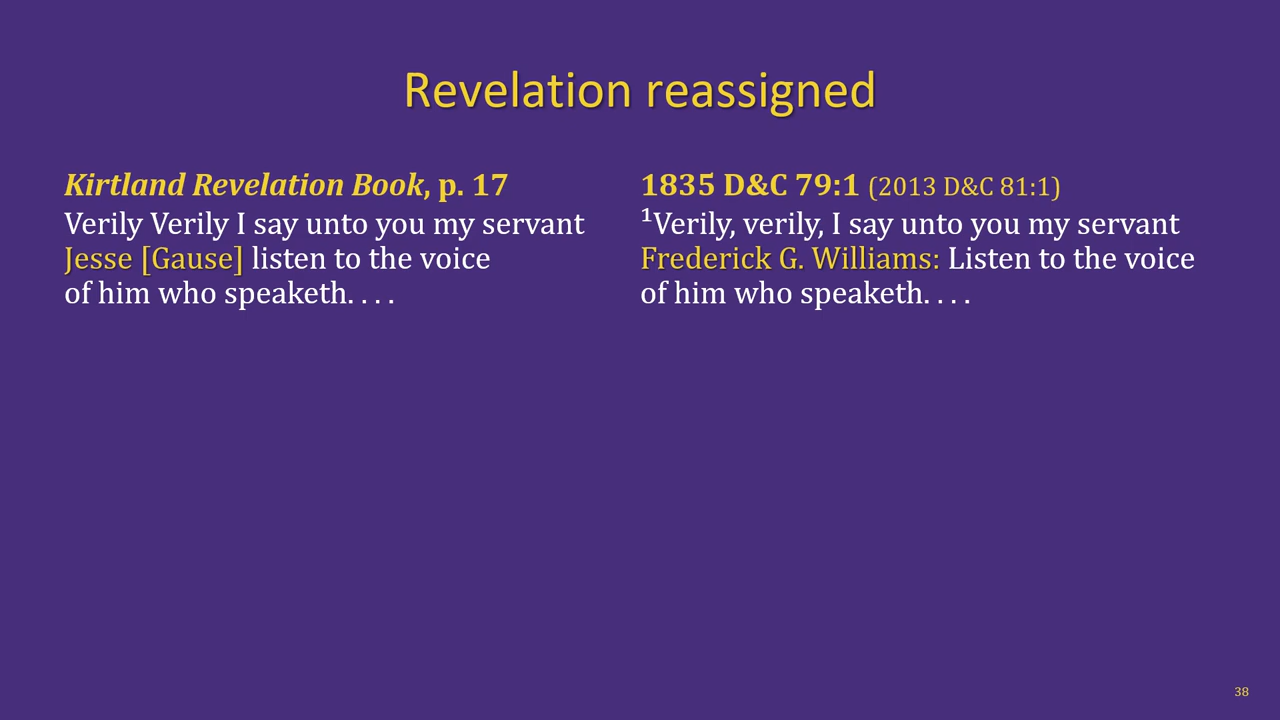 Revelation reassigned
Kirtland Revelation Book, p. 17
Verily Verily I say unto you my servant
Jesse [Gause] listen to the voice
of him who speaketh. . . .
1835 D&C 79:1 (2013 D&C 81:1)
¹Verily, verily, I say unto you my servant
Frederick G. Williams: Listen to the voice
of him who speaketh. . . .
38